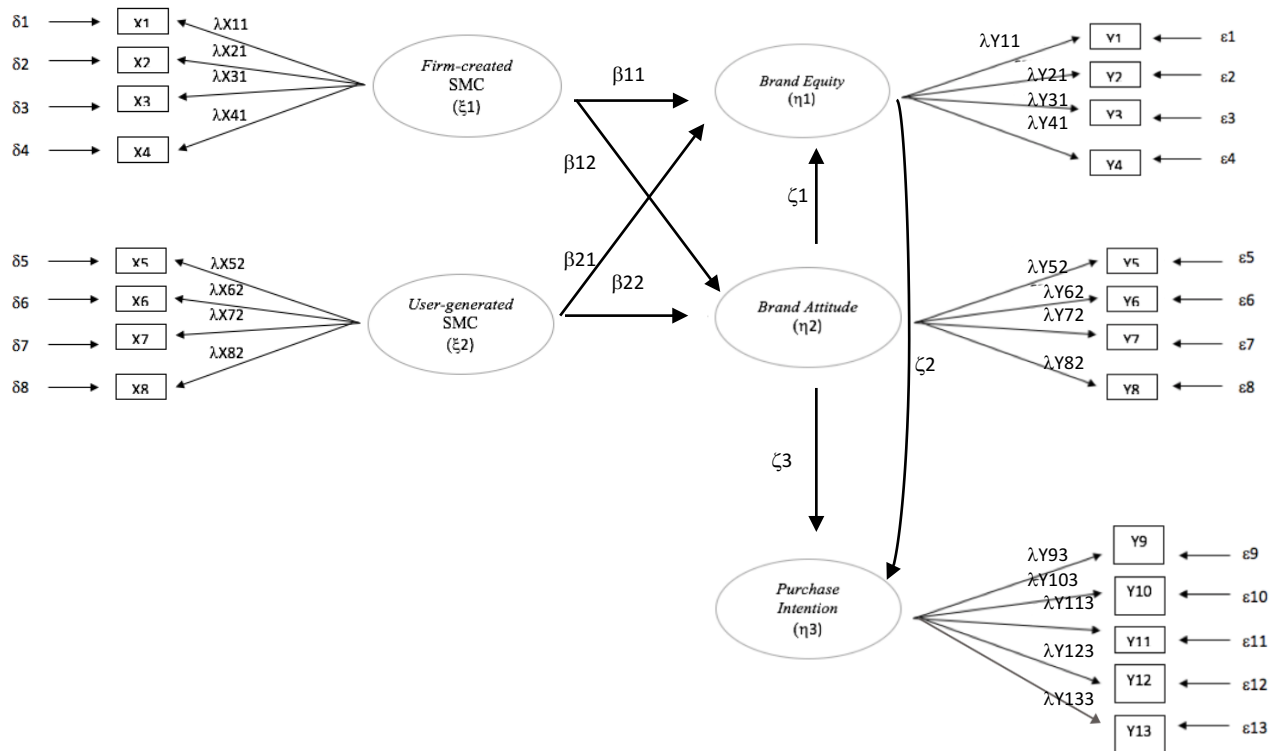 δ1
X1
λX11
δ2
X2
λX21
δ3
X3
λX31
δ4
X4
λX41
Firm-created
SMC
(ξ1)
β11
β12
Brand Equity
(η1)
λY11
Y1
ε1
λY21
Y2
ε2
λY31
Y3
ε3
λY41
Y4
ε4
ζ1
δ5
X5
λX52
δ6
X6
λX62
δ7
X7
λX72
δ8
X8
λX82
User-generated
SMC
(ξ2)
β21
β22
Brand Attitude
(η2)
λY52
Y5
ε5
λY62
Y6
ε6
λY72
Y7
ε7
λY82
Y8
ε8
ζ2
ζ3
Purchase
Intention
(η3)
λY93
Y9
ε9
λY103
Y10
ε10
λY113
Y11
ε11
λY123
Y12
ε12
λY133
Y13
ε13